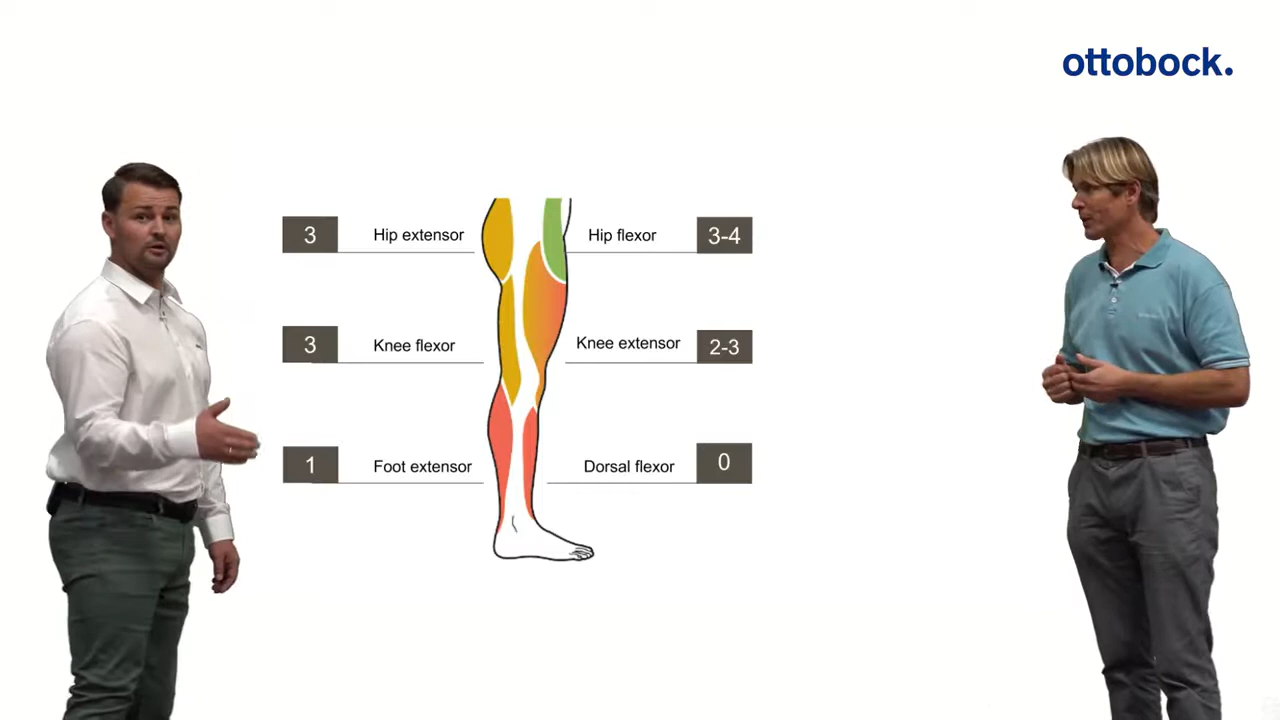 ottobock.
3 Hip extensor Hip flexor 3-4
3 Knee flexor Knee extensor 2-3
1 Foot extensor Dorsal flexor 0